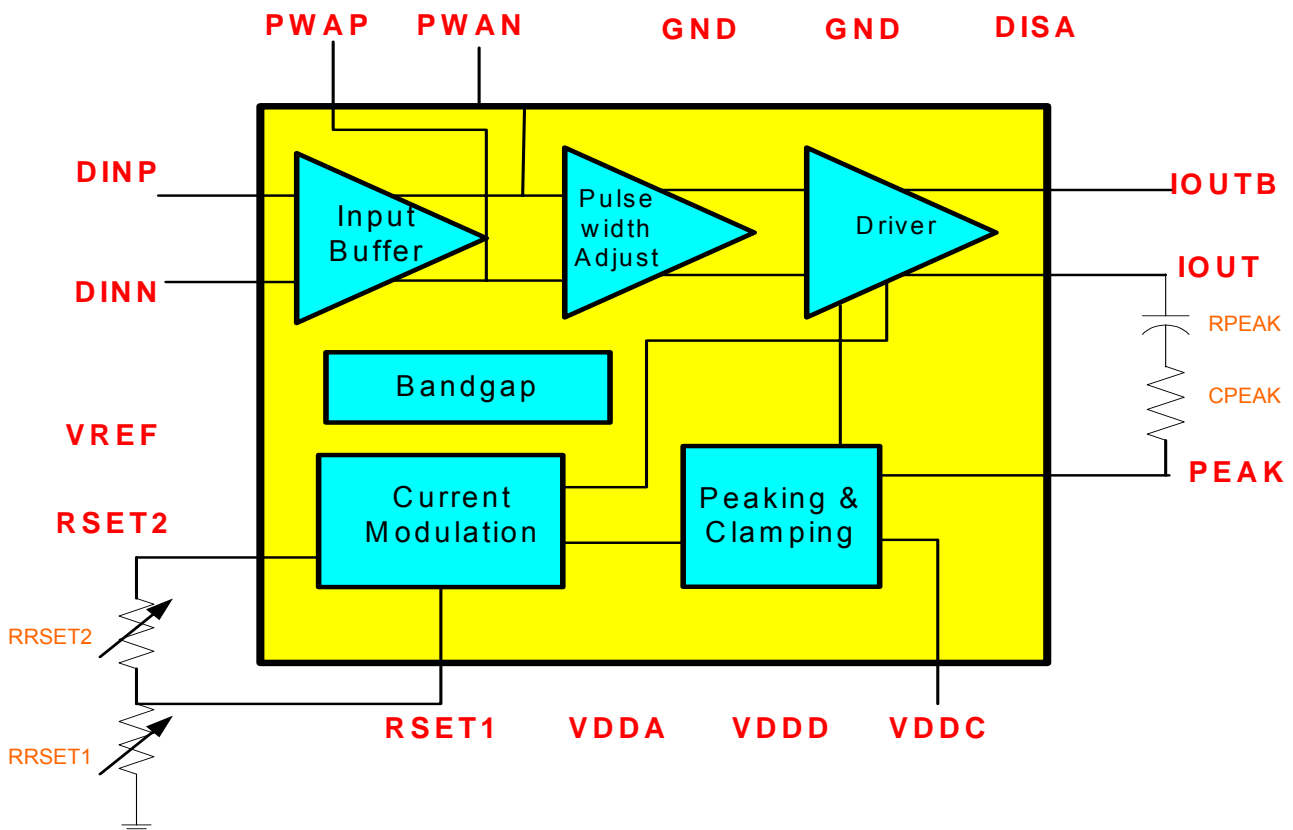 PWAP PWAN GND GND DISA
DINP
DINN
Input
Buffer
Pulse
width
Adjust
Driver
IOUTB
IOUT
RPEAK
CPEAK
PEAK
Bandgap
VREF
RSET2
Current
Modulation
Peaking &
Clamping
RRSET2
RRSET1
RSET1 VDDA VDDD VDDC